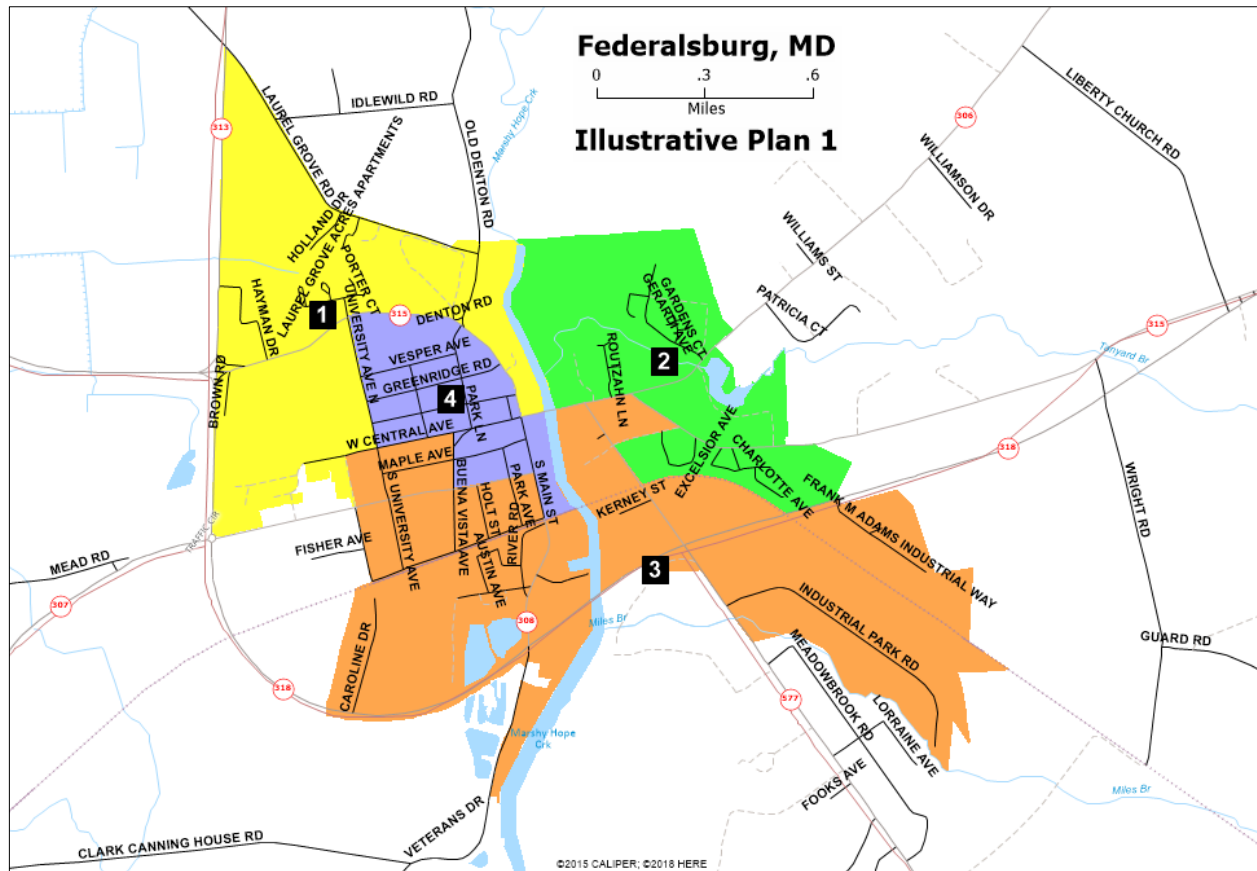 Federalsburg, MD
0 .3 .6
Miles
Illustrative Plan 1
LIBERTY CHURCH RD
306
WILLIAMSON DR
IDLEWILD RD
LAUREL GROVE RD
313
Marshy Hope Crk
OLD DENTON RD
HOLLAND DR
LAUREL GROVE ACRES APARTMENTS
WILLIAMS ST
PORTER CT
HAYMAN DR
UNIVERSITY AVE N
GARDENS CT
GERARDI AVE
PATRICIA CT
1
315
DENTON RD
315
Tanyard Br
VESPER AVE
ROUTZAHN LN
2
GREENRIDGE RD
BROWN RD
4
PARK LN
W CENTRAL AVE
EXCELSIOR AVE
MAPLE AVE
CHARLOTTE AVE
318
S UNIVERSITY AVE
BUENA VISTA AVE
HOLT ST
PARK AVE
S MAIN ST
KERNEY ST
FRANK M ADAMS INDUSTRIAL WAY
WRIGHT RD
TRAFFIC CIR
FISHER AVE
RIVER RD
AUSTIN AVE
MEAD RD
3
307
308
Miles Br
INDUSTRIAL PARK RD
GUARD RD
CAROLINE DR
MEADOWBROOK RD
318
577
LORRAINE AVE
Marshy Hope
Crk
FOOKS AVE
Miles Br
VETERANS DR
CLARK CANNING HOUSE RD
©2015 CALIPER; ©2018 HERE